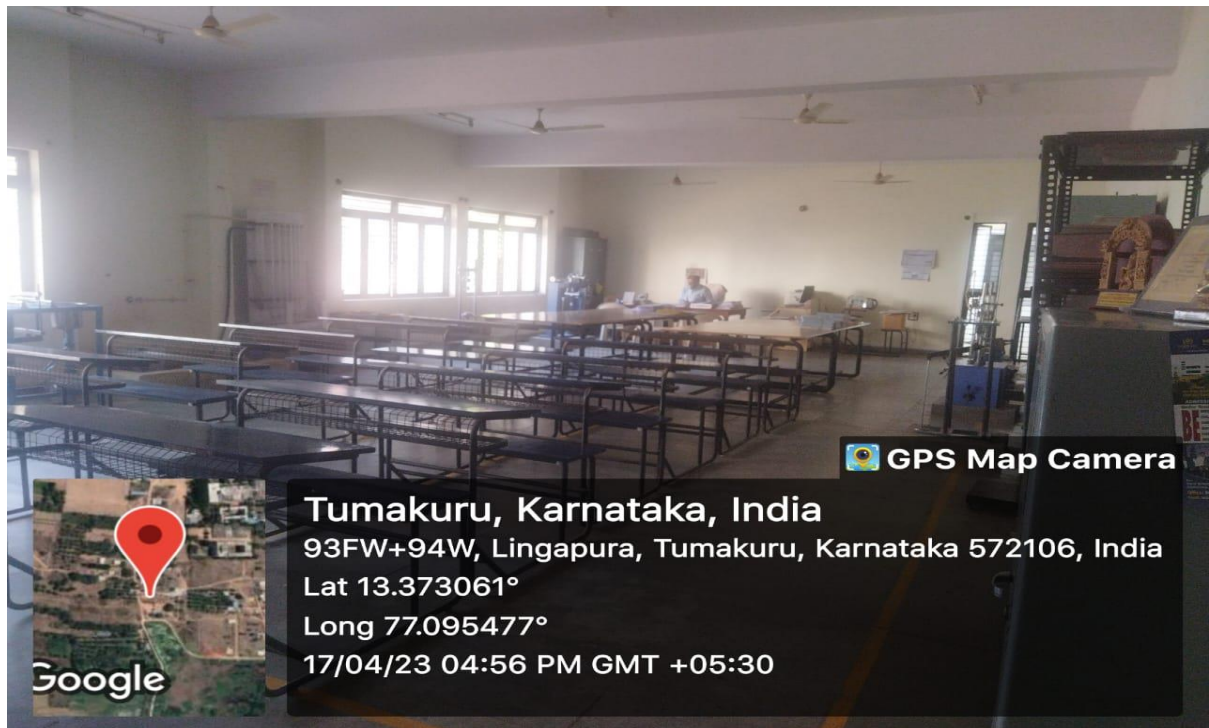 BE
GPS Map Camera
Tumakuru, Karnataka, India
93FW+94W, Lingapura, Tumakuru, Karnataka 572106, India
Lat 13.373061°
Long 77.095477°
17/04/23 04:56 PM GMT +05:30
Google